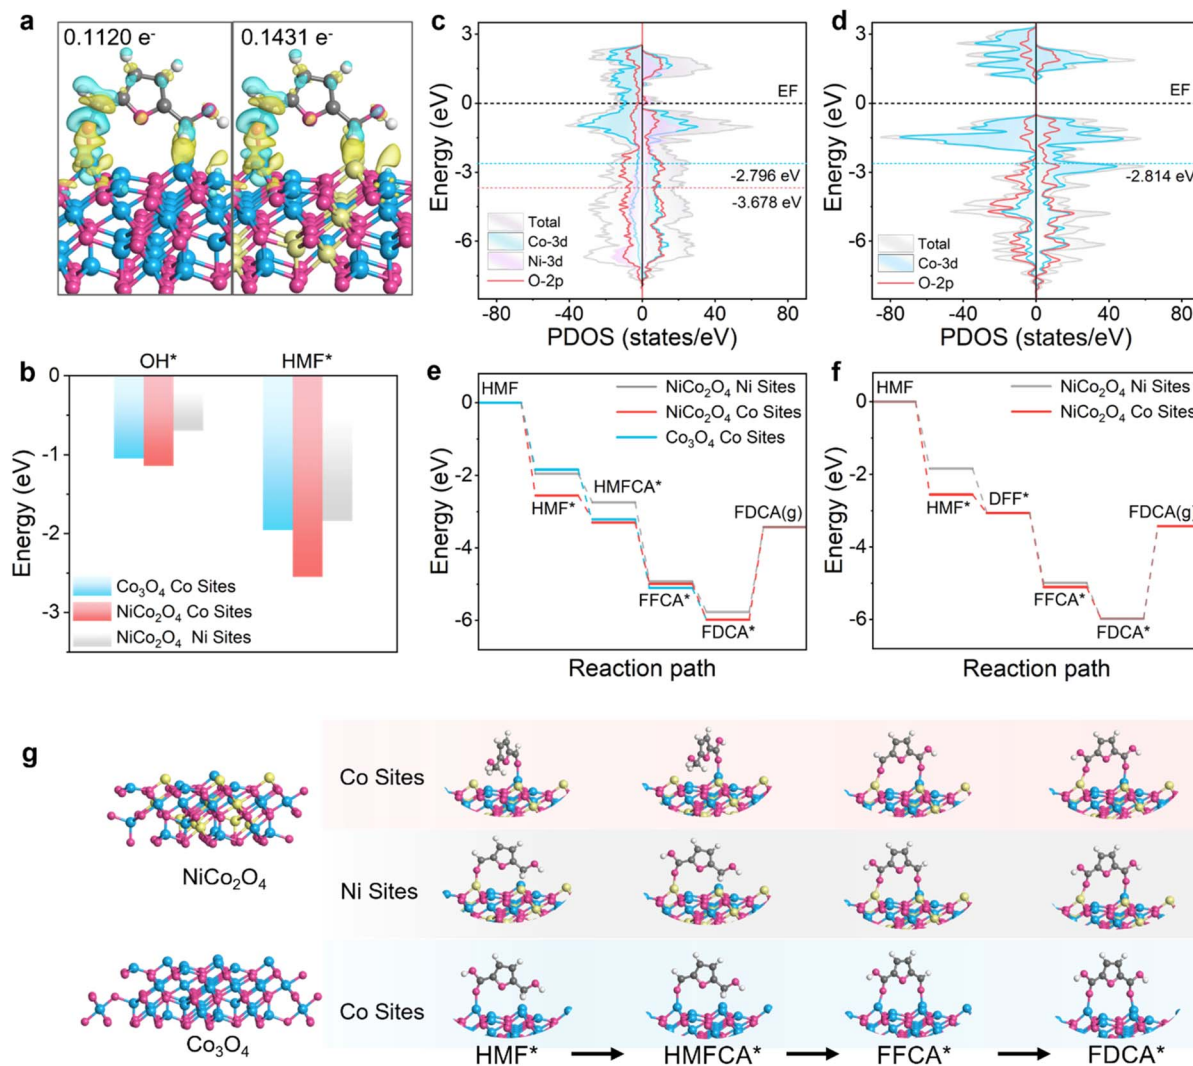 a
0.1120 e⁻
0.1431 e⁻
b
OH*
HMF*
0
-1
-2
-3
Energy (eV)
Co₃O₄ Co Sites
NiCo₂O₄ Co Sites
NiCo₂O₄ Ni Sites
c
3
0
-3
-6
Energy (eV)
EF
-2.796 eV
-3.678 eV
Total
Co-3d
Ni-3d
O-2p
-80
-40
0
40
80
PDOS (states/eV)
d
3
0
-3
-6
Energy (eV)
EF
-2.814 eV
Total
Co-3d
O-2p
-80
-40
0
40
80
PDOS (states/eV)
e
HMF
NiCo₂O₄ Ni Sites
NiCo₂O₄ Co Sites
Co₃O₄ Co Sites
0
-2
-4
-6
Energy (eV)
HMF*
HMFCA*
FFCA*
FDCA*
FDCA(g)
Reaction path
f
HMF
NiCo₂O₄ Ni Sites
NiCo₂O₄ Co Sites
0
-2
-4
-6
Energy (eV)
HMF*
DFF*
FFCA*
FDCA*
FDCA(g)
Reaction path
g
NiCo₂O₄
Co₃O₄
Co Sites
Ni Sites
Co Sites
HMF*
HMFCA*
FFCA*
FDCA*